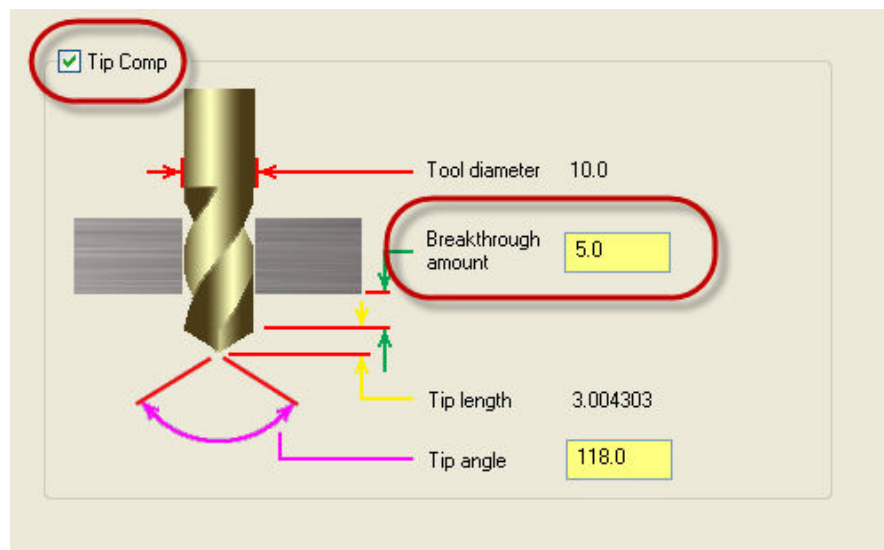 Tip Comp
Tool diameter 10.0
Breakthrough
amount 5.0
Tip length 3.004303
Tip angle 118.0